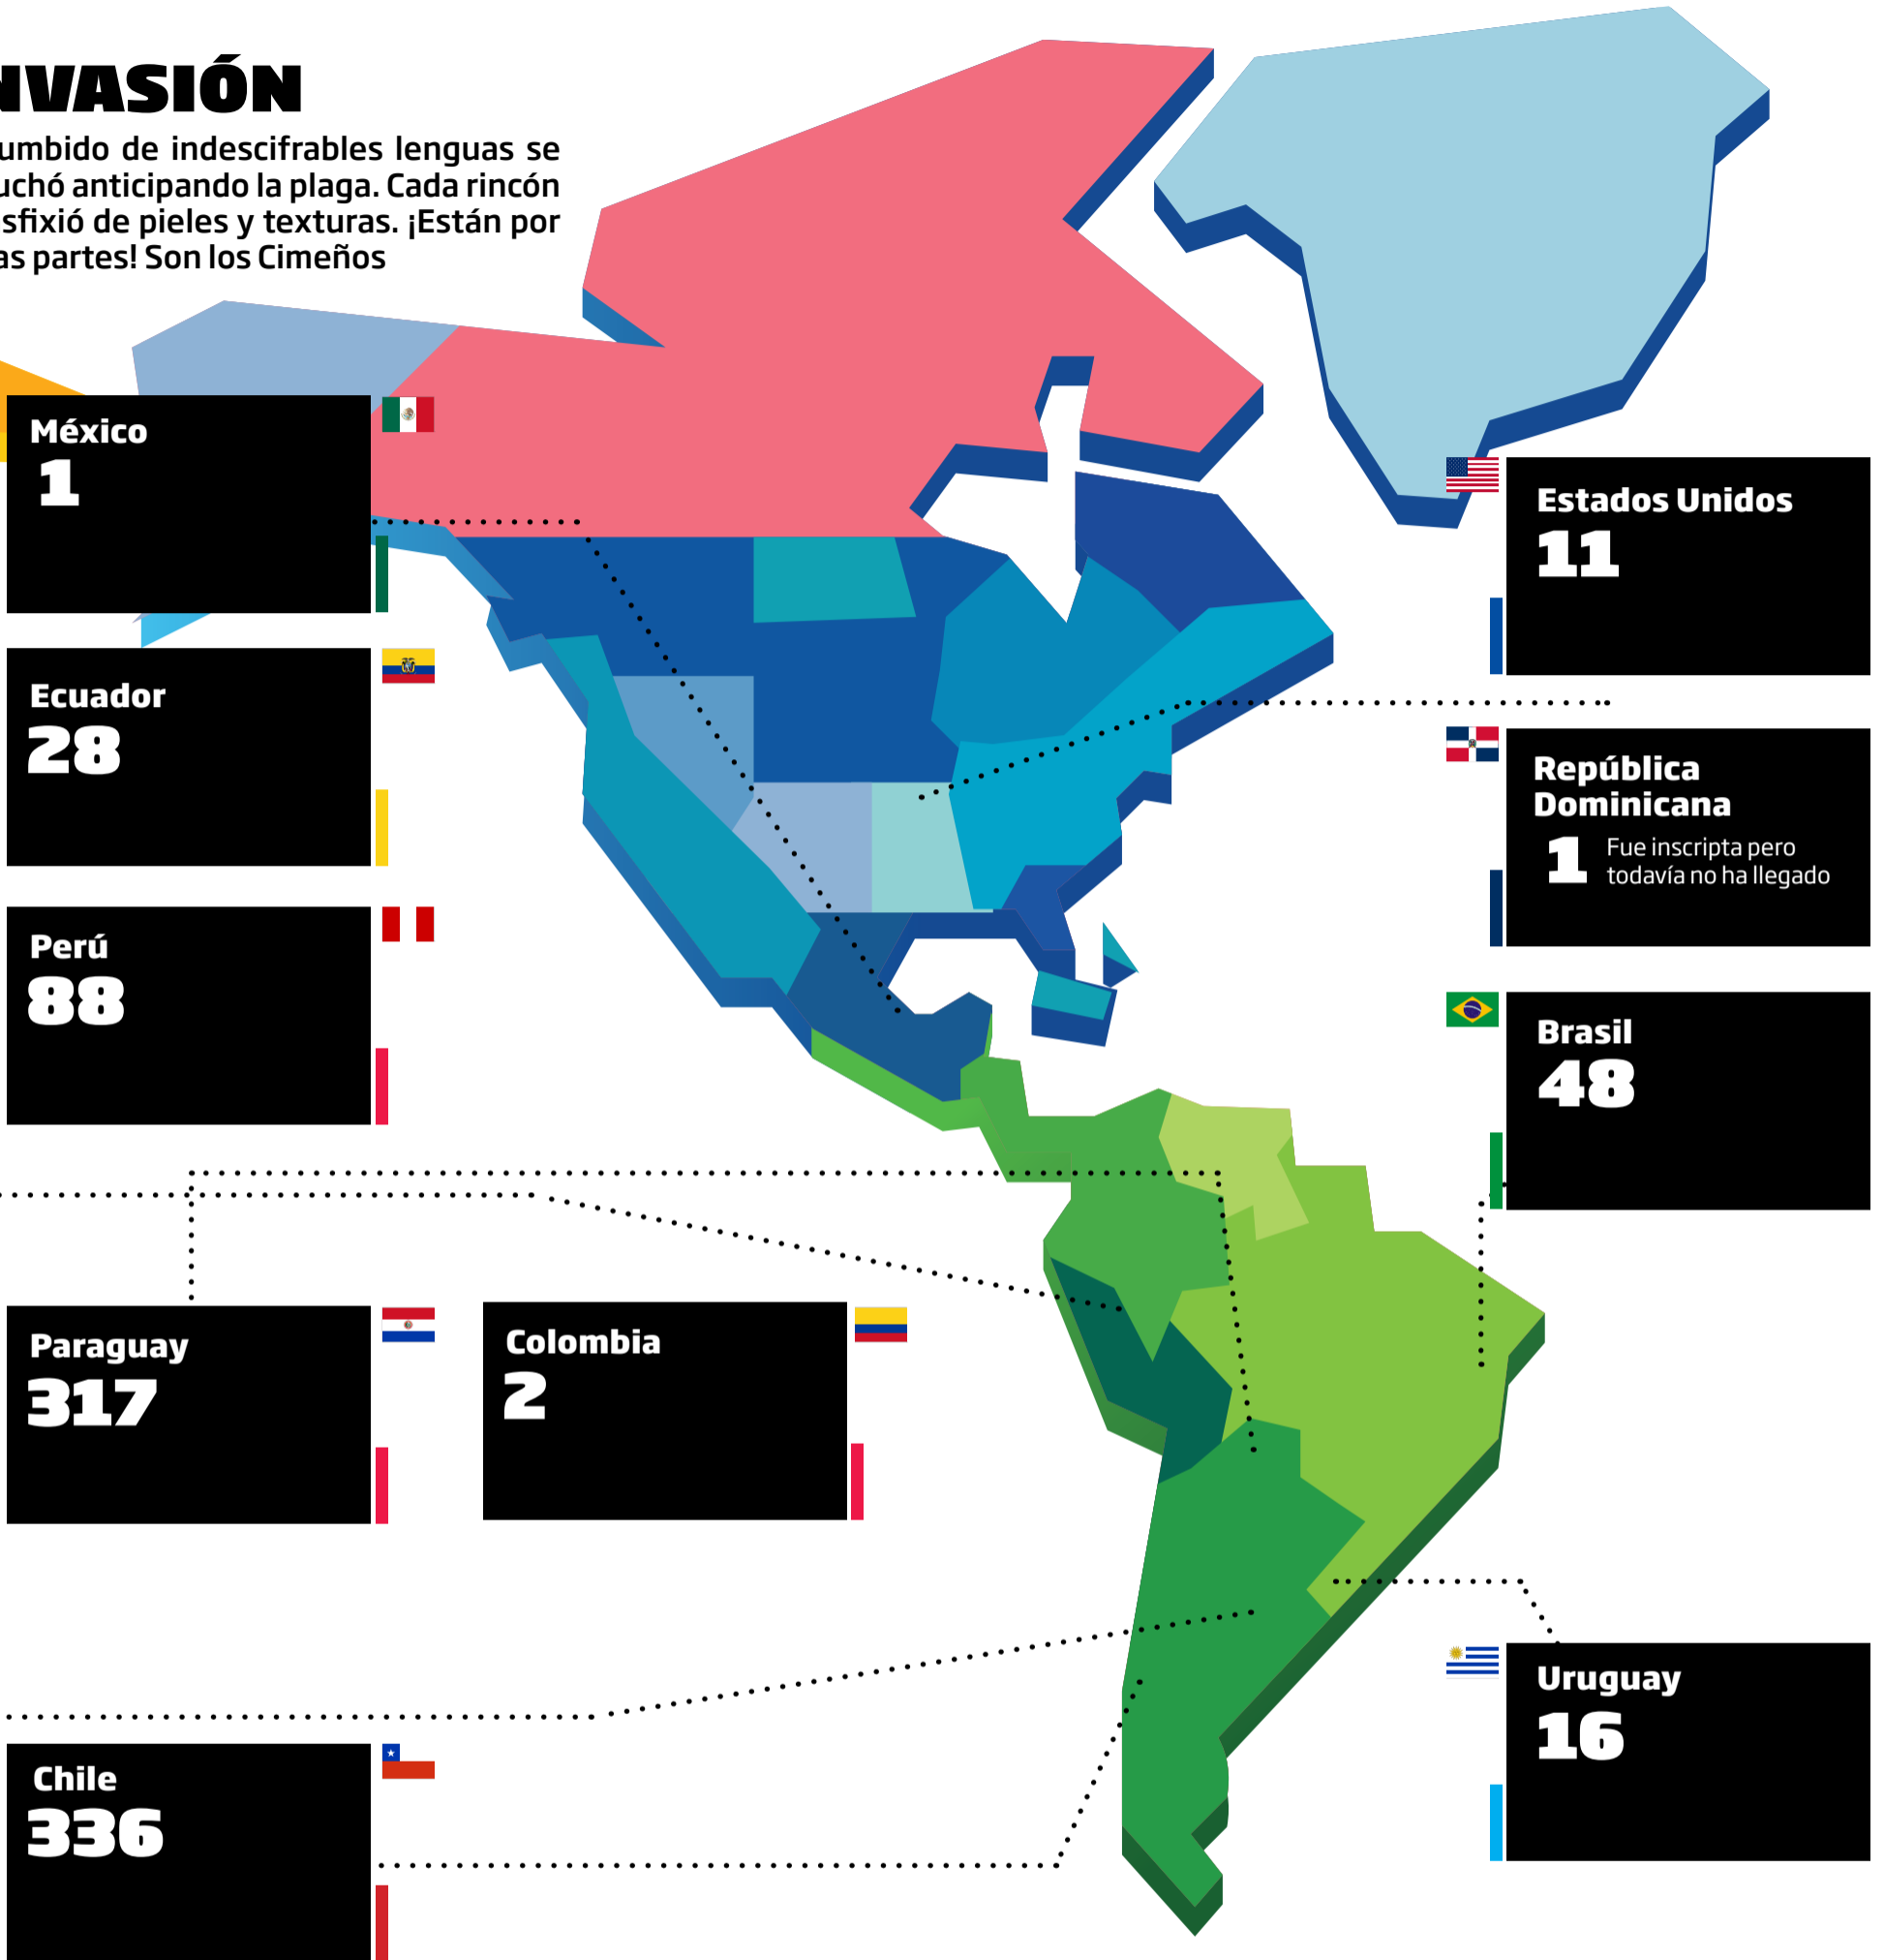 NVASIÓN
umbido de indescifrables lenguas se
uchó anticipando la plaga. Cada rincón
sfixió de pieles y texturas. ¡Están por
as partes! Son los Cimeños
México
1
Ecuador
28
Perú
88
Paraguay
317
Colombia
2
Chile
336
Estados Unidos
11
República
Dominicana
1
Fue inscripta pero
todavía no ha llegado
Brasil
48
Uruguay
16